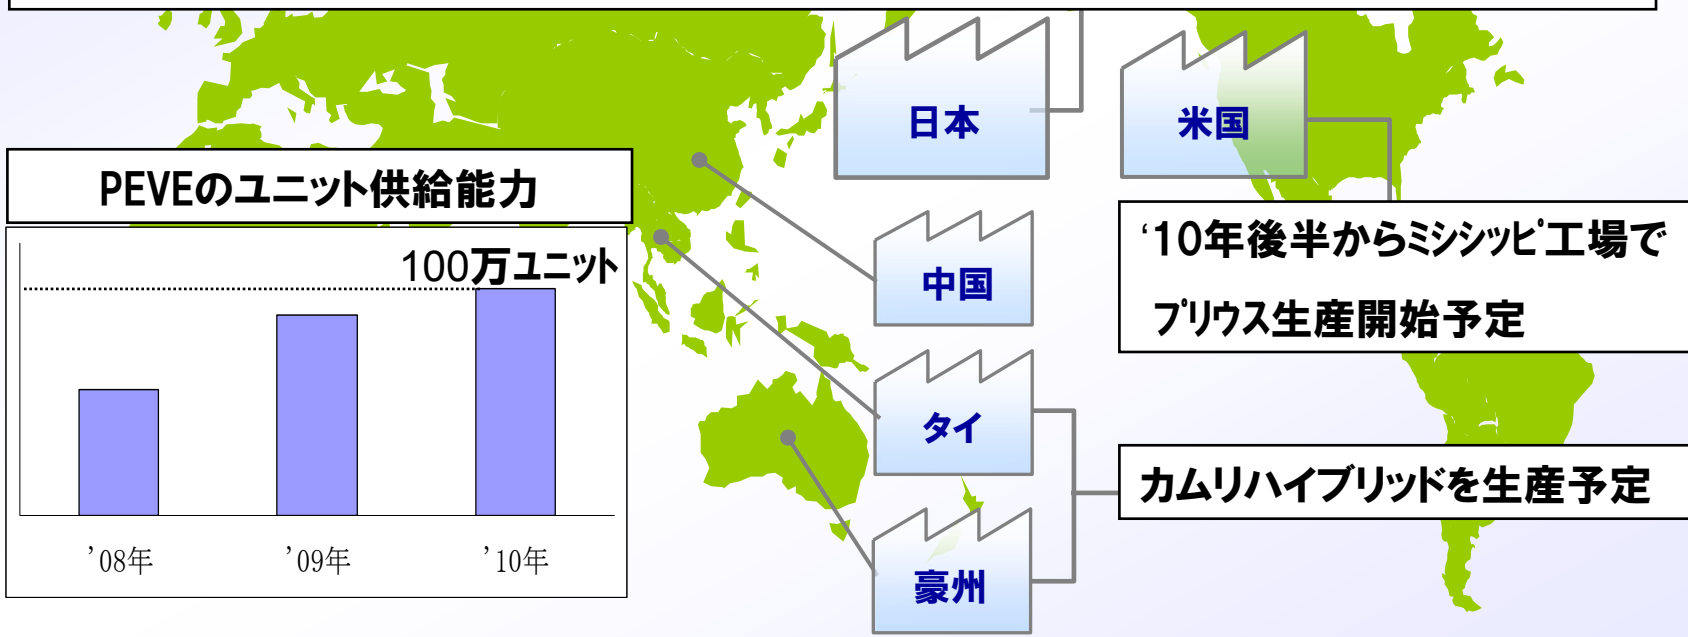 日本
米国
PEVEのユニット供給能力
100万ユニット
'08年
'09年
'10年
中国
タイ
豪州
‘10年後半からミシシッピ工場で
プリウス生産開始予定
カムリハイブリッドを生産予定